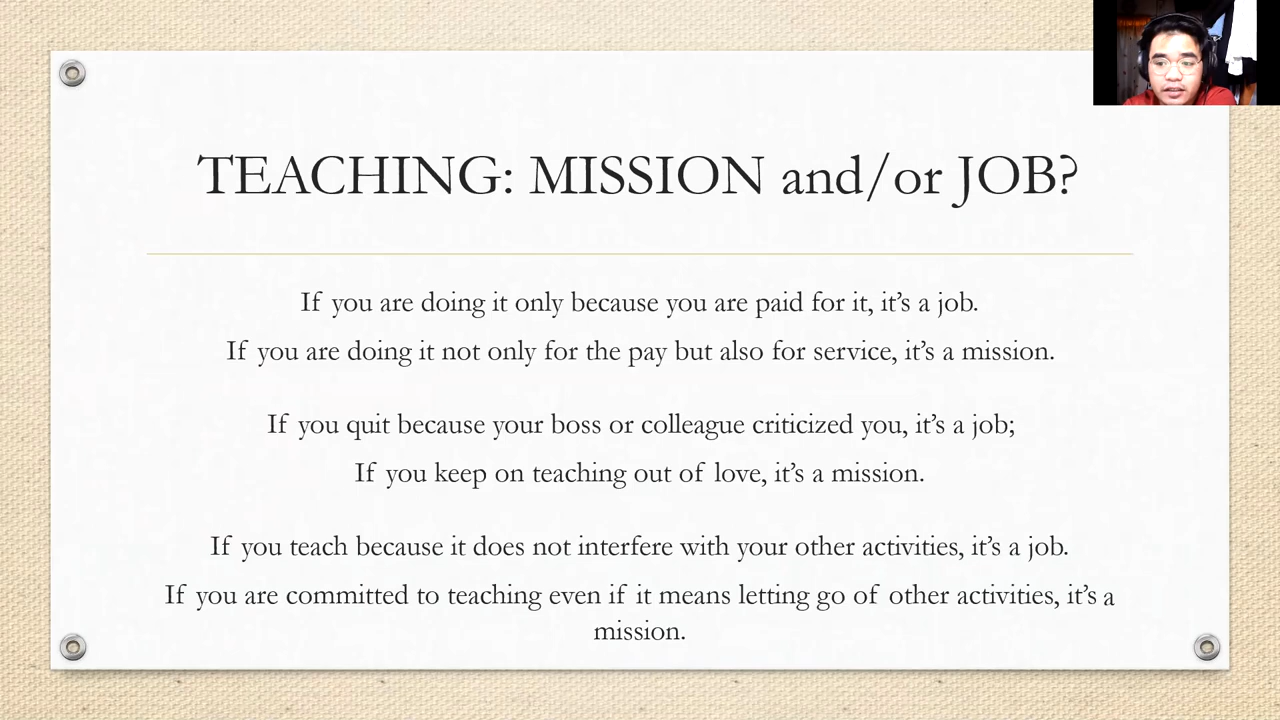 TEACHING: MISSION and/or JOB?
If you are doing it only because you are paid for it, it’s a job.
If you are doing it not only for the pay but also for service, it’s a mission.
If you quit because your boss or colleague criticized you, it’s a job;
If you keep on teaching out of love, it’s a mission.
If you teach because it does not interfere with your other activities, it’s a job.
If you are committed to teaching even if it means letting go of other activities, it’s a
mission.